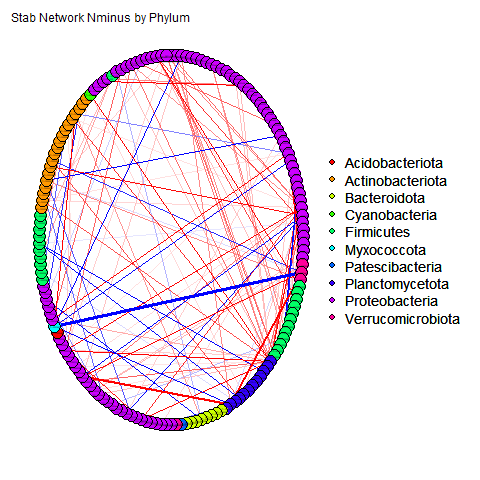 Stab Network Nminus by Phylum
Acidobacteriota
Actinobacteriota
Bacteroidota
Cyanobacteria
Firmicutes
Myxococcota
Patescibacteria
Planctomycetota
Proteobacteria
Verrucomicrobiota